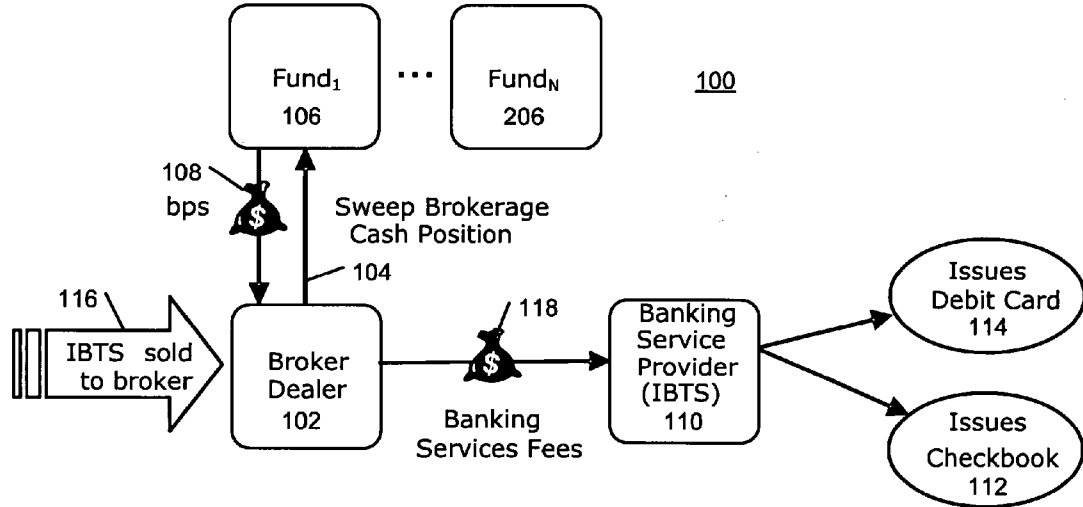 Fund1
106
...
FundN
206
100
108
bps
$
Sweep Brokerage
Cash Position
104
116
IBTS sold
to broker
Broker
Dealer
102
118
$
Banking
Services Fees
Banking
Service
Provider
(IBTS)
110
Issues
Debit Card
114
Issues
Checkbook
112